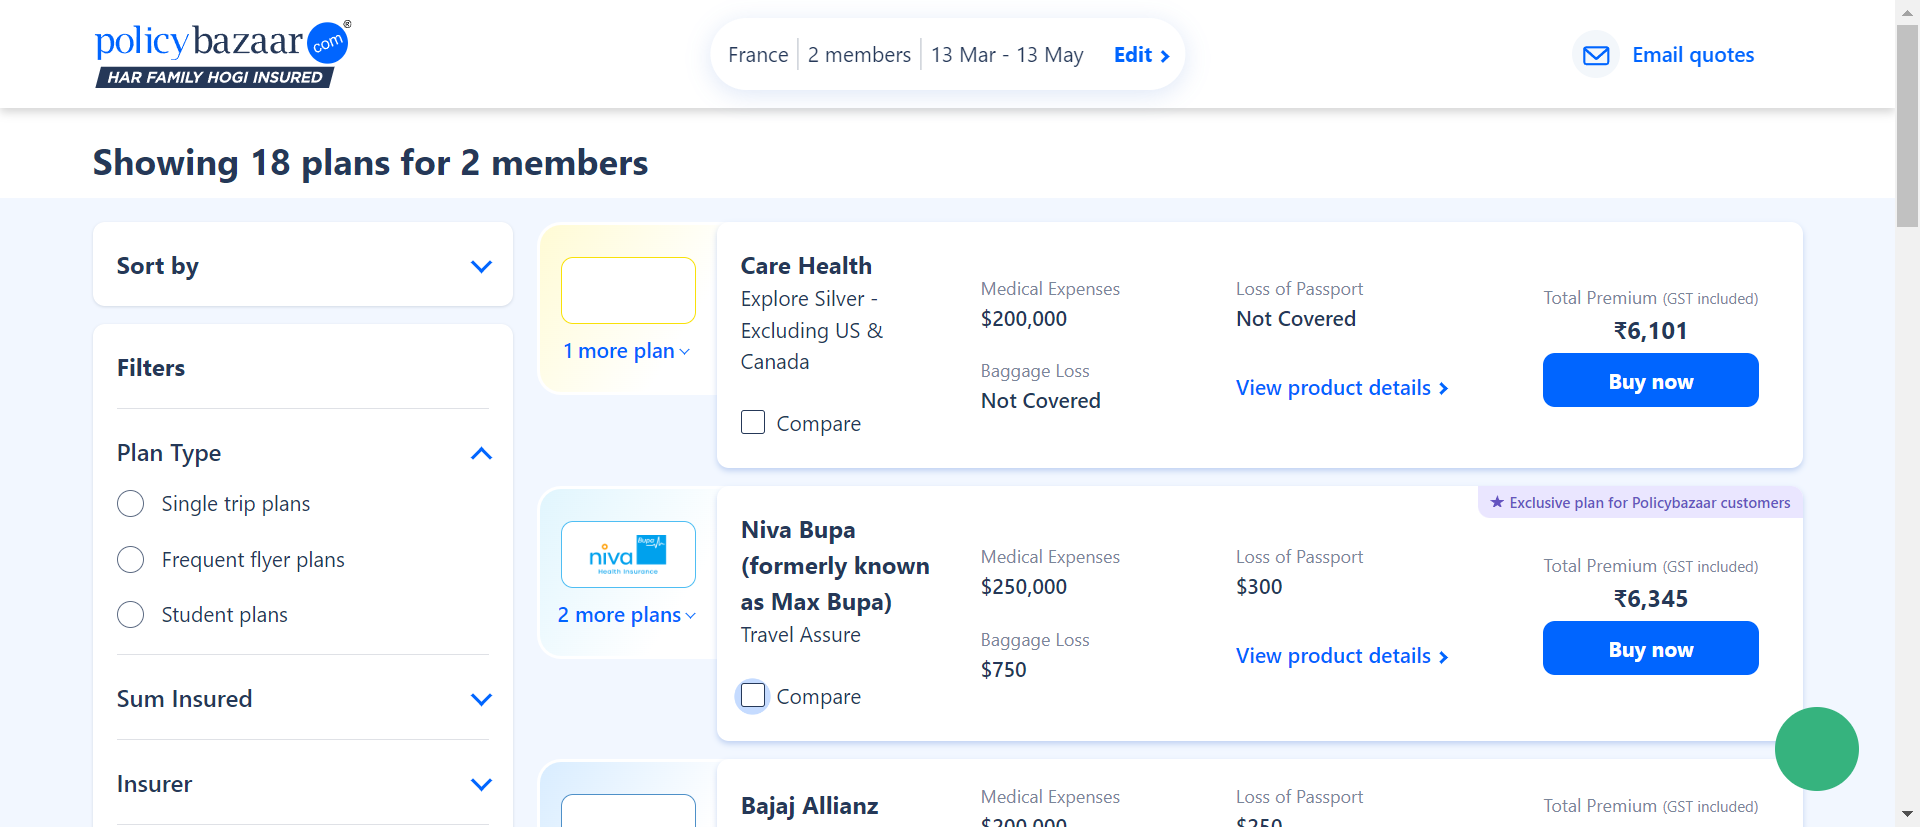 policybazaar.com®
HAR FAMILY HOGI INSURED
France | 2 members | 13 Mar - 13 May Edit
Email quotes
Showing 18 plans for 2 members
Sort by
Filters
Plan Type
Single trip plans
Frequent flyer plans
Student plans
Sum Insured
Insurer
1 more plan
Care Health
Explore Silver -
Excluding US &
Canada
Compare
Medical Expenses
$200,000
Baggage Loss
Not Covered
Loss of Passport
Not Covered
View product details
Total Premium (GST included)
₹6,101
Buy now
★ Exclusive plan for Policybazaar customers
niva Bupa
Health Insurance
2 more plans
Niva Bupa
(formerly known
as Max Bupa)
Travel Assure
Compare
Medical Expenses
$250,000
Baggage Loss
$750
Loss of Passport
$300
View product details
Total Premium (GST included)
₹6,345
Buy now
Bajaj Allianz
Medical Expenses
$200,000
Loss of Passport
$250
Total Premium (GST included)